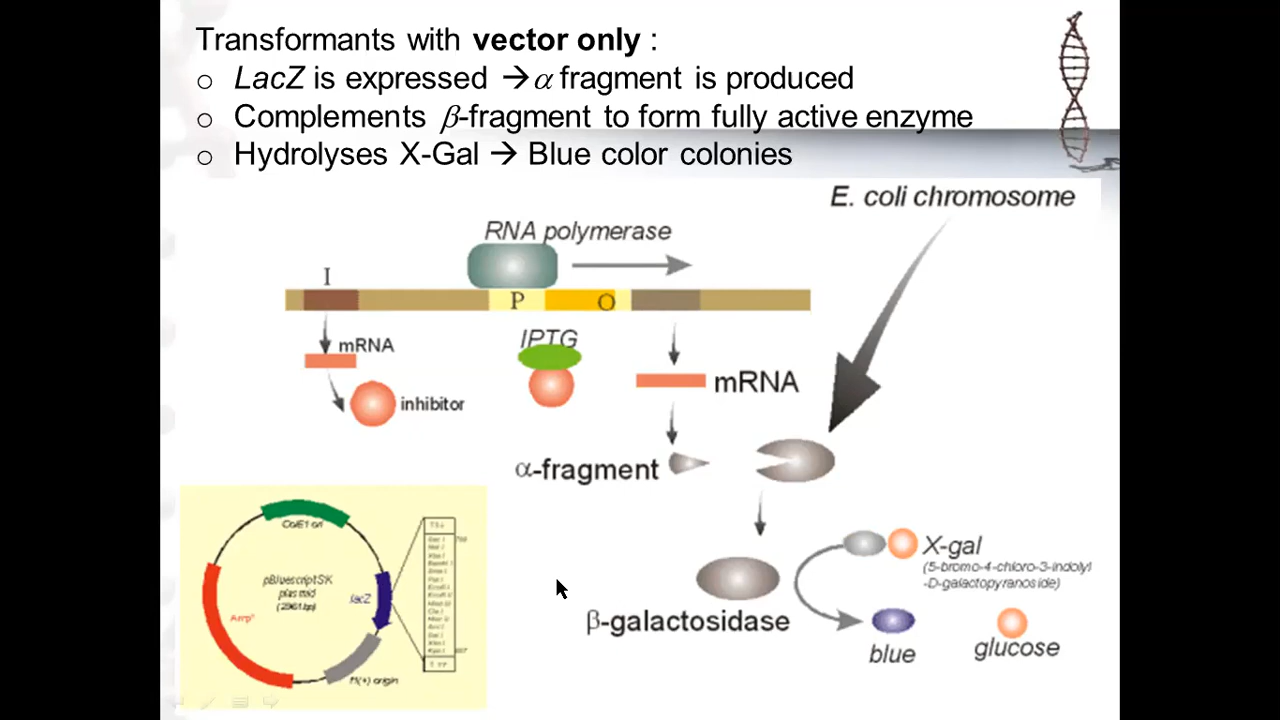 Transformants with vector only :
o LacZ is expressed → α fragment is produced
o Complements β-fragment to form fully active enzyme
o Hydrolyses X-Gal → Blue color colonies
E. coli chromosome
RNA polymerase
I
P
O
mRNA
IPTG
mRNA
inhibitor
α-fragment
X-gal
(5-bromo-4-chloro-3-indolyl
-D-galactopyranoside)
β-galactosidase
blue
glucose
ColE1 ori
pBluescriptSK
plasmid
lacZ
f1(+) origin